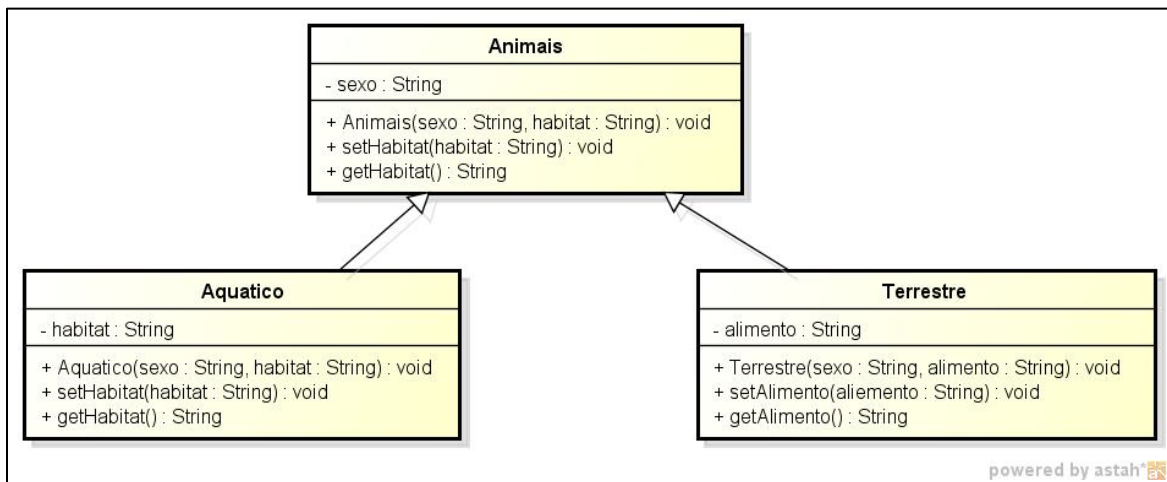 Animais
- sexo : String
+ Animais(sexo : String, habitat : String) : void
+ setHabitat(habitat : String) : void
+ getHabitat() : String
Aquatico
- habitat : String
+ Aquatico(sexo : String, habitat : String) : void
+ setHabitat(habitat : String) : void
+ getHabitat() : String
Terrestre
- alimento : String
+ Terrestre(sexo : String, alimento : String) : void
+ setAlimento(aliemento : String) : void
+ getAlimento() : String
powered by astah*